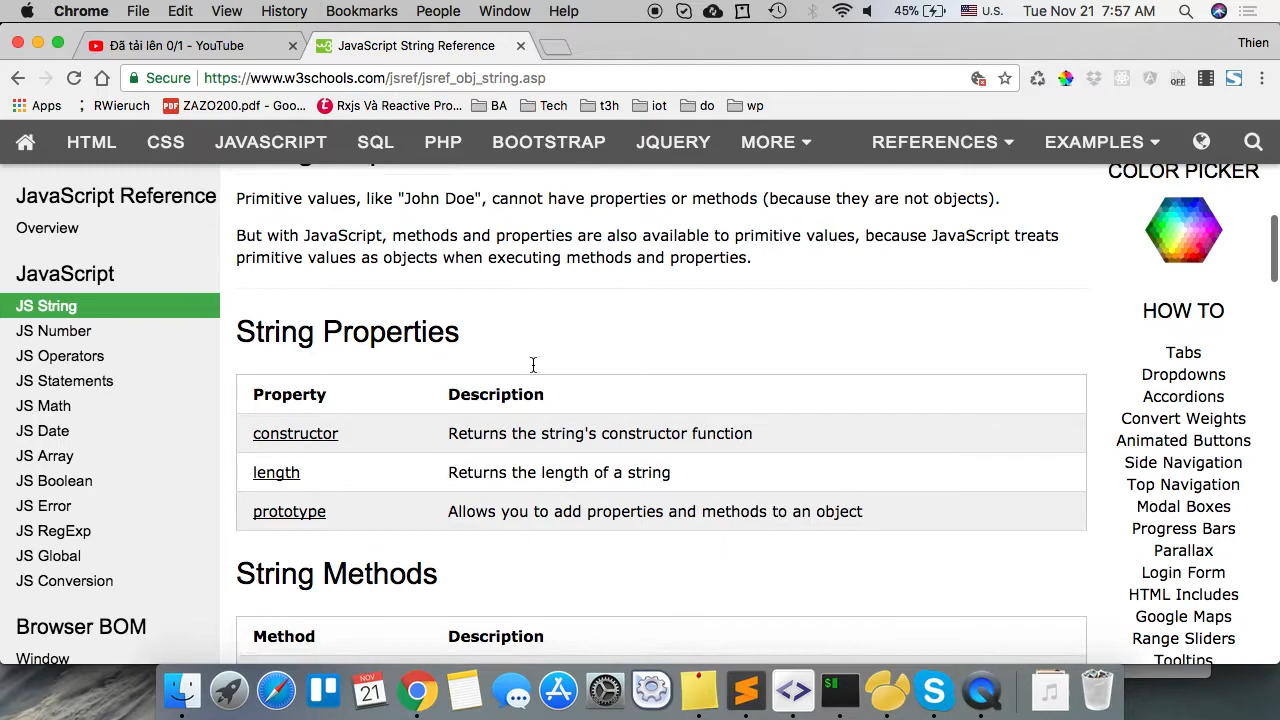 Chrome File Edit View History Bookmarks People Window Help 45% U.S. Tue Nov 21 7:57 AM
Đã tải lên 0/1 - YouTube JavaScript String Reference Thien
Secure https://www.w3schools.com/jsref/jsref_obj_string.asp
Apps RWieruch ZAZO200.pdf - Goo... Rxjs Và Reactive Pro... BA Tech t3h iot do wp
HTML CSS JAVASCRIPT SQL PHP BOOTSTRAP JQUERY MORE REFERENCES EXAMPLES
JavaScript Reference
Overview
JavaScript
JS String
JS Number
JS Operators
JS Statements
JS Math
JS Date
JS Array
JS Boolean
JS Error
JS RegExp
JS Global
JS Conversion
Browser BOM
Window
Primitive values, like "John Doe", cannot have properties or methods (because they are not objects).
But with JavaScript, methods and properties are also available to primitive values, because JavaScript treats
primitive values as objects when executing methods and properties.
String Properties
Property Description
constructor Returns the string's constructor function
length Returns the length of a string
prototype Allows you to add properties and methods to an object
String Methods
Method Description
COLOR PICKER
HOW TO
Tabs
Dropdowns
Accordions
Convert Weights
Animated Buttons
Side Navigation
Top Navigation
Modal Boxes
Progress Bars
Parallax
Login Form
HTML Includes
Google Maps
Range Sliders
Tooltips
NOV
21